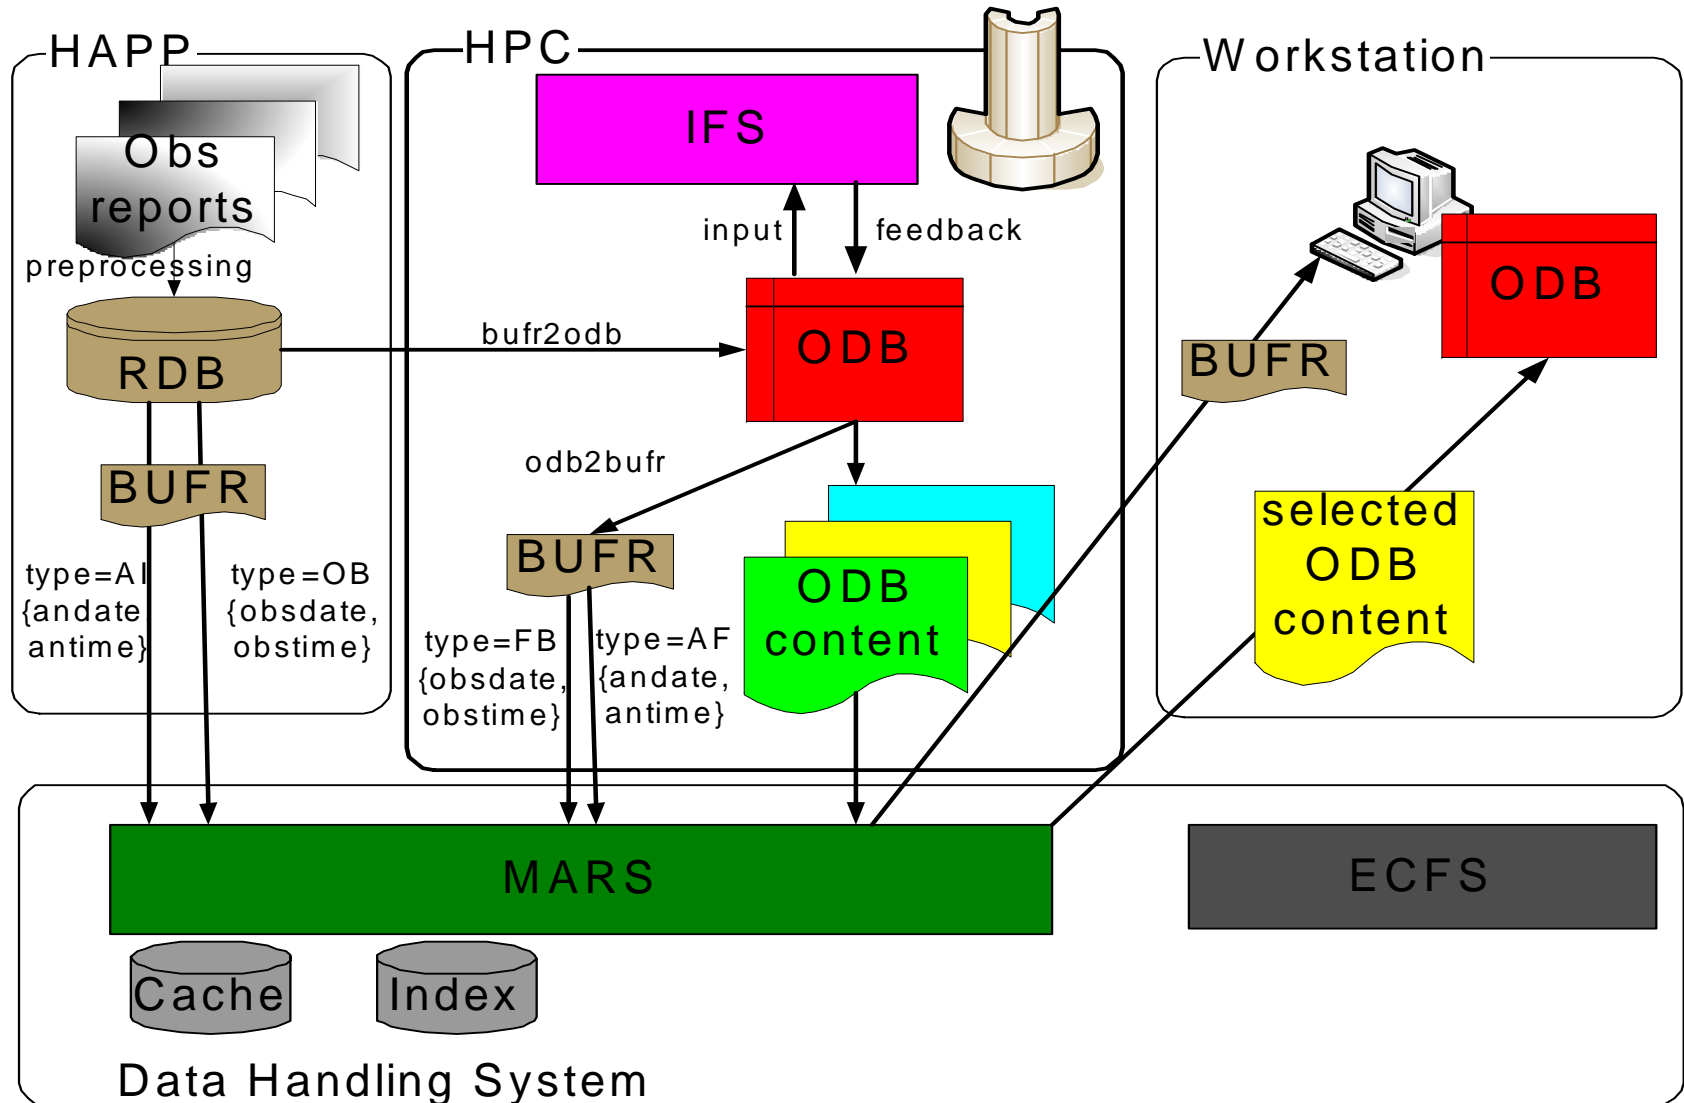 HAPP
HPC
Workstation
Obs
reports
preprocessing
RDB
BUFR
type=AI
{andate,
antime}
type=OB
{obsdate,
obstime}
IFS
input
feedback
bufr2odb
ODB
odb2bufr
BUFR
type=FB
{obsdate,
obstime}
type=AF
{andate,
antime}
ODB
content
ODB
BUFR
selected
ODB
content
MARS
ECFS
Cache
Index
Data Handling System